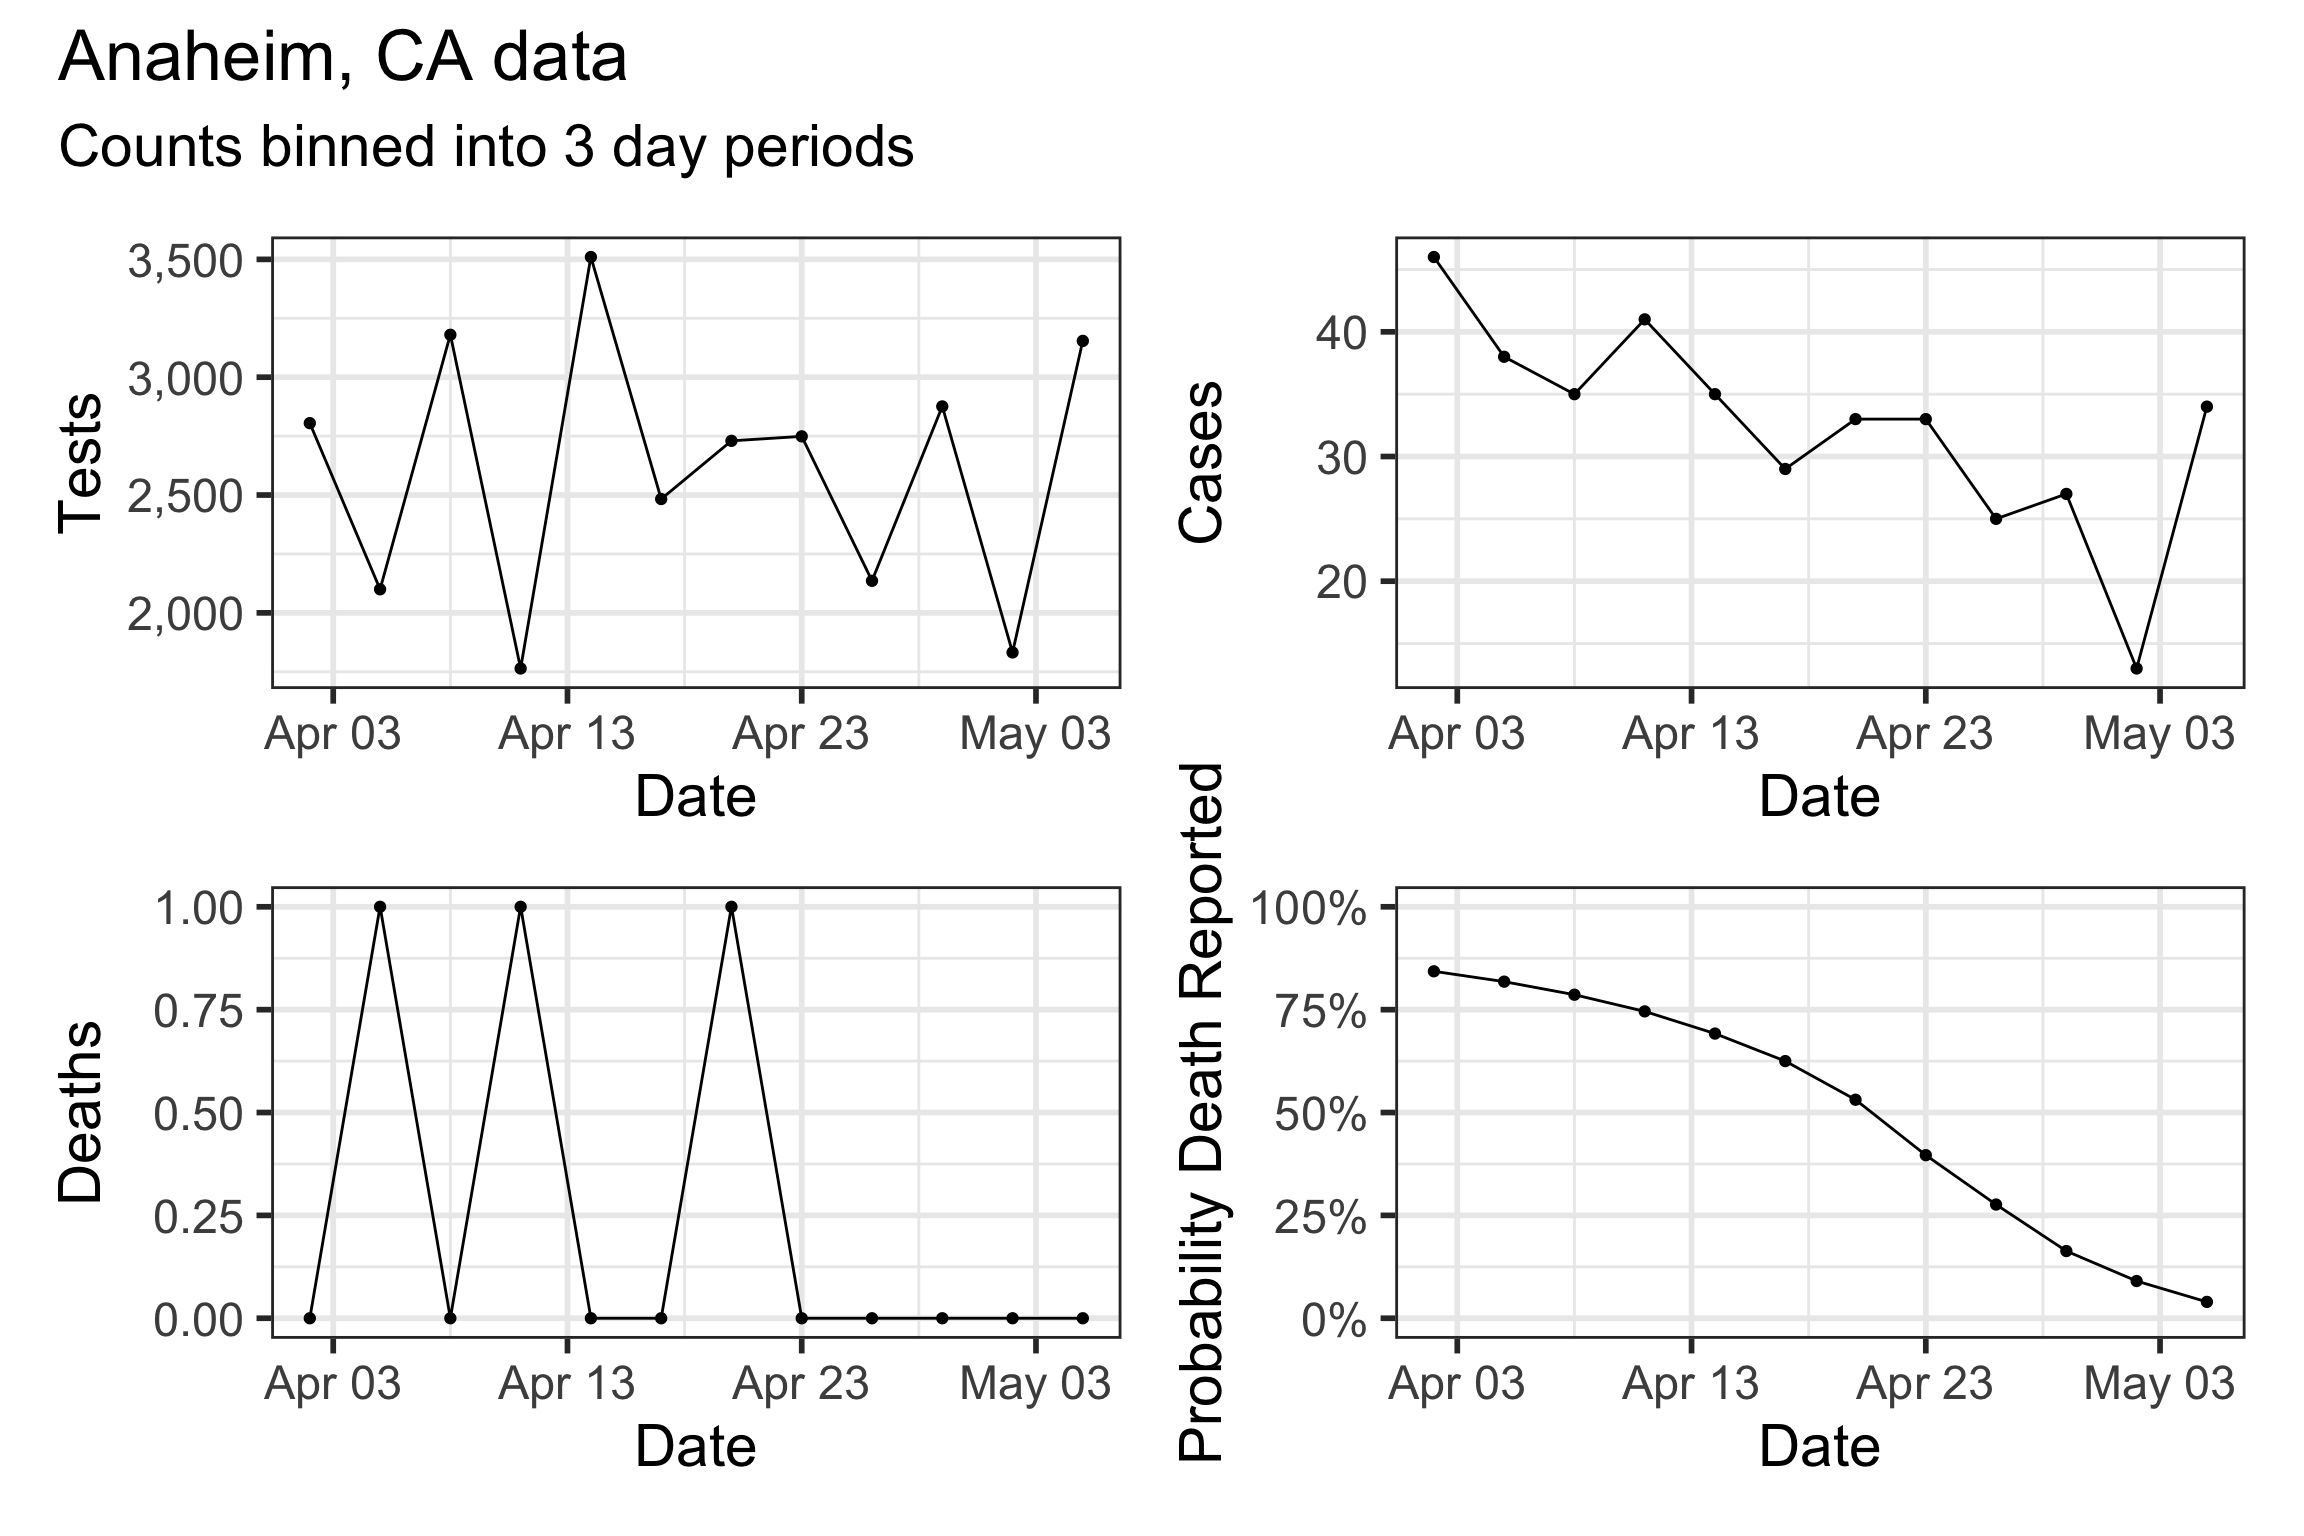 Anaheim, CA data
Counts binned into 3 day periods
Tests
3,500
3,000
2,500
2,000
Apr 03 Apr 13 Apr 23 May 03
Date
Cases
40
30
20
Apr 03 Apr 13 Apr 23 May 03
Date
Deaths
1.00
0.75
0.50
0.25
0.00
Apr 03 Apr 13 Apr 23 May 03
Date
Probability Death Reported
100%
75%
50%
25%
0%
Apr 03 Apr 13 Apr 23 May 03
Date